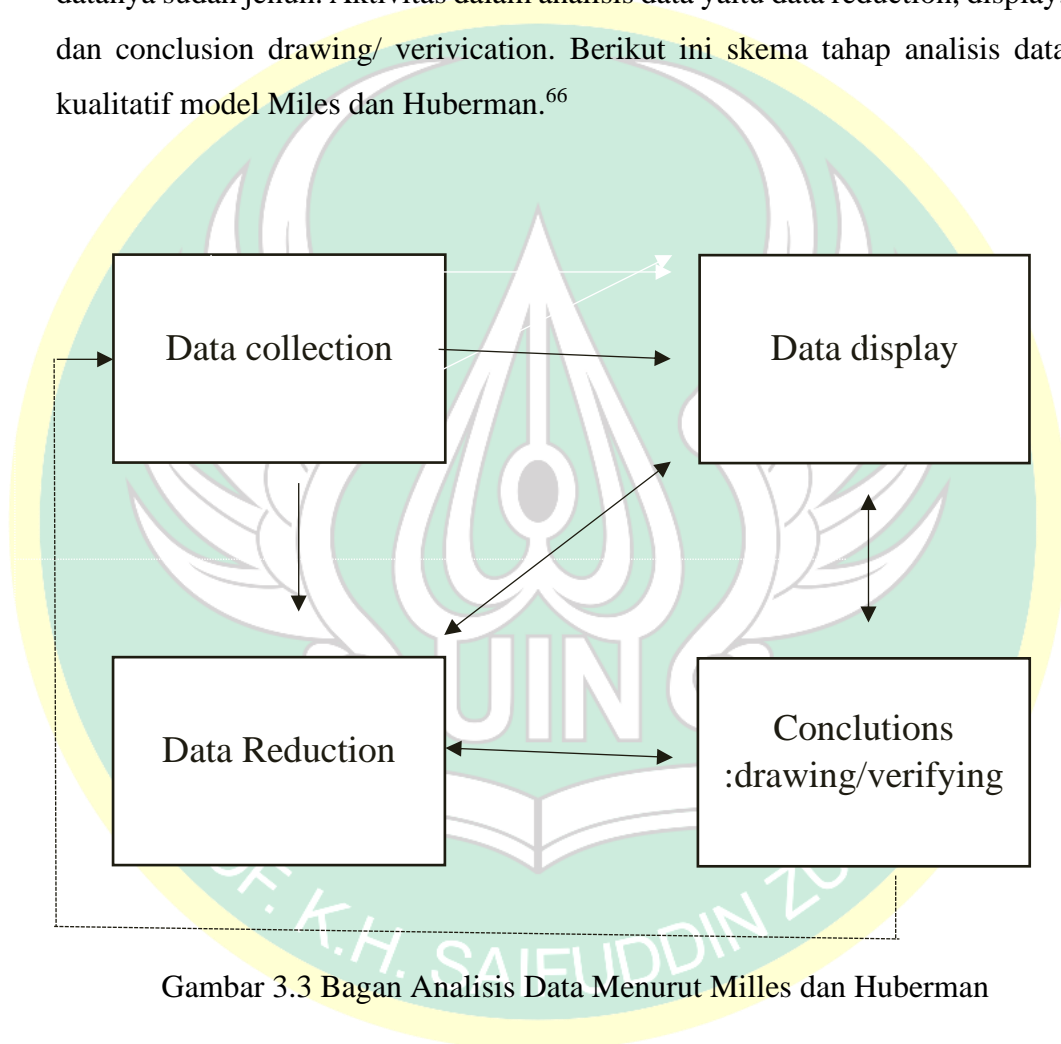 datanya sudah jenuh. Aktivitas dalam analisis data yaitu data reduction, display,
dan conclusion drawing/ verivication. Berikut ini skema tahap analisis data
kualitatif model Miles dan Huberman.⁶⁶
Data collection
Data display
UIN
Data Reduction
Conclutions
:drawing/verifying
K.H. SAIFUDDIN
Gambar 3.3 Bagan Analisis Data Menurut Milles dan Huberman